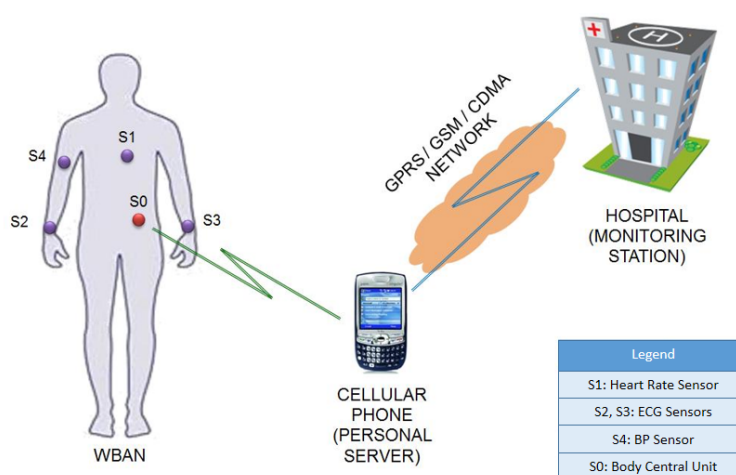 S1
S4
S0
S2
S3
WBAN
GPRS / GSM / CDMA
NETWORK
H
HOSPITAL
(MONITORING
STATION)
CELLULAR
PHONE
(PERSONAL
SERVER)
Legend
S1: Heart Rate Sensor
S2, S3: ECG Sensors
S4: BP Sensor
S0: Body Central Unit